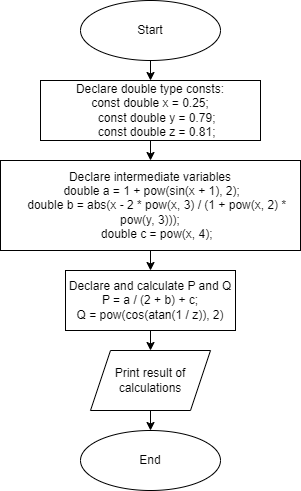 Start
Declare double type consts:
const double x = 0.25;
const double y = 0.79;
const double z = 0.81;
Declare intermediate variables
double a = 1 + pow(sin(x + 1), 2);
double b = abs(x - 2 * pow(x, 3) / (1 + pow(x, 2) *
pow(y, 3)));
double c = pow(x, 4);
Declare and calculate P and Q
P = a / (2 + b) + c;
Q = pow(cos(atan(1 / z)), 2)
Print result of
calculations
End